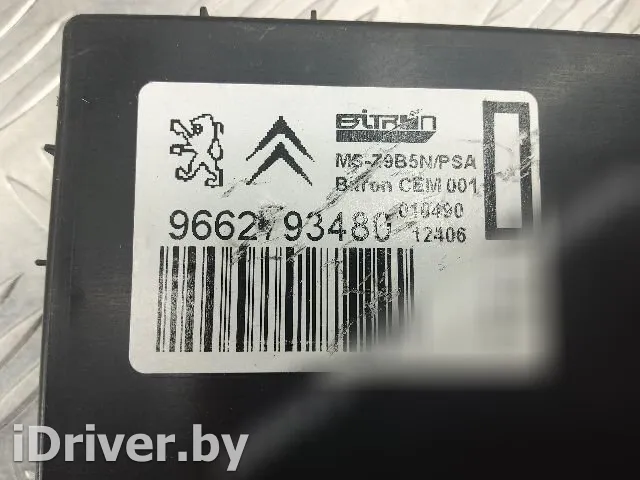 BITRON
MS-Z9B5N/PSA
Bitron CEM 001
010490
9662793480
12406
iDriver.by